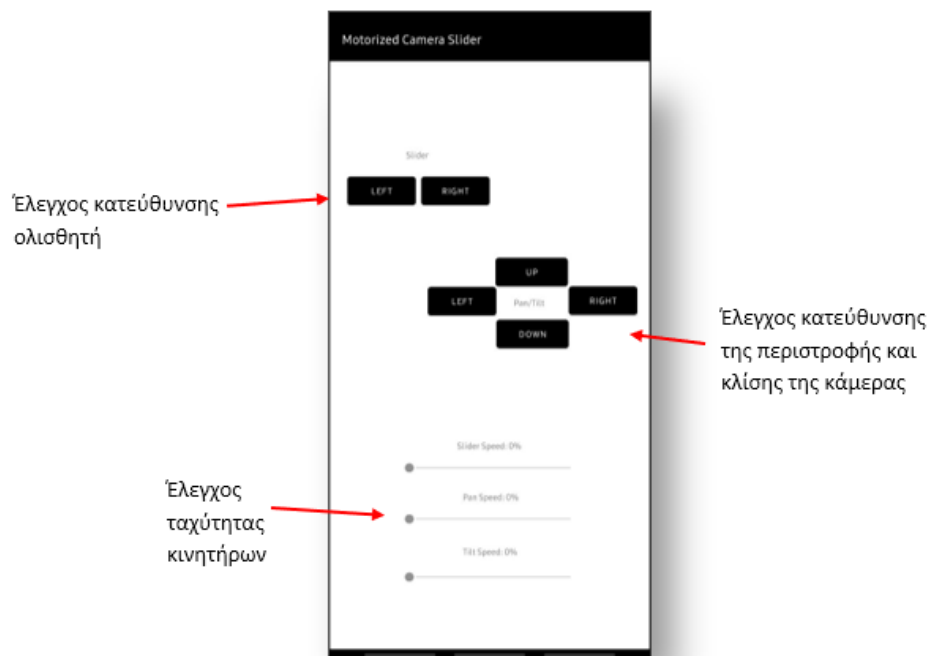 Motorized Camera Slider
Slider
LEFT RIGHT
Έλεγχος κατεύθυνσης
ολισθητή
UP
LEFT Pan/Tilt RIGHT
DOWN
Έλεγχος κατεύθυνσης
της περιστροφής και
κλίσης της κάμερας
Slider Speed: 0%
Pan Speed: 0%
Tilt Speed: 0%
Έλεγχος
ταχύτητας
κινητήρων